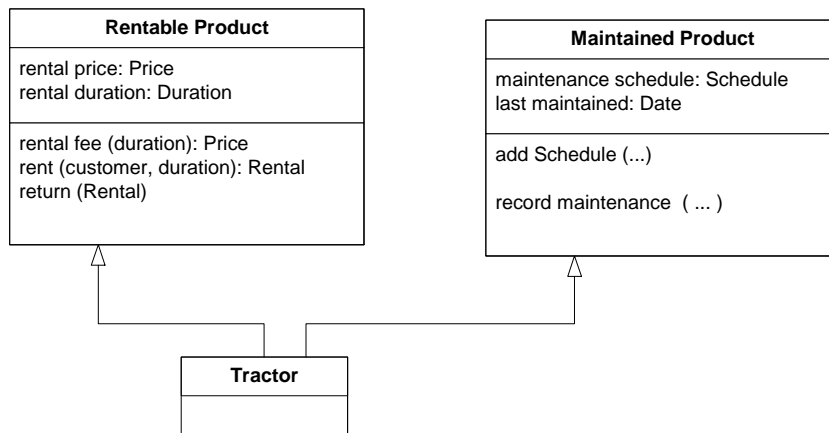 Rentable Product
rental price: Price
rental duration: Duration
rental fee (duration): Price
rent (customer, duration): Rental
return (Rental)
Maintained Product
maintenance schedule: Schedule
last maintained: Date
add Schedule (...)
record maintenance ( ... )
Tractor